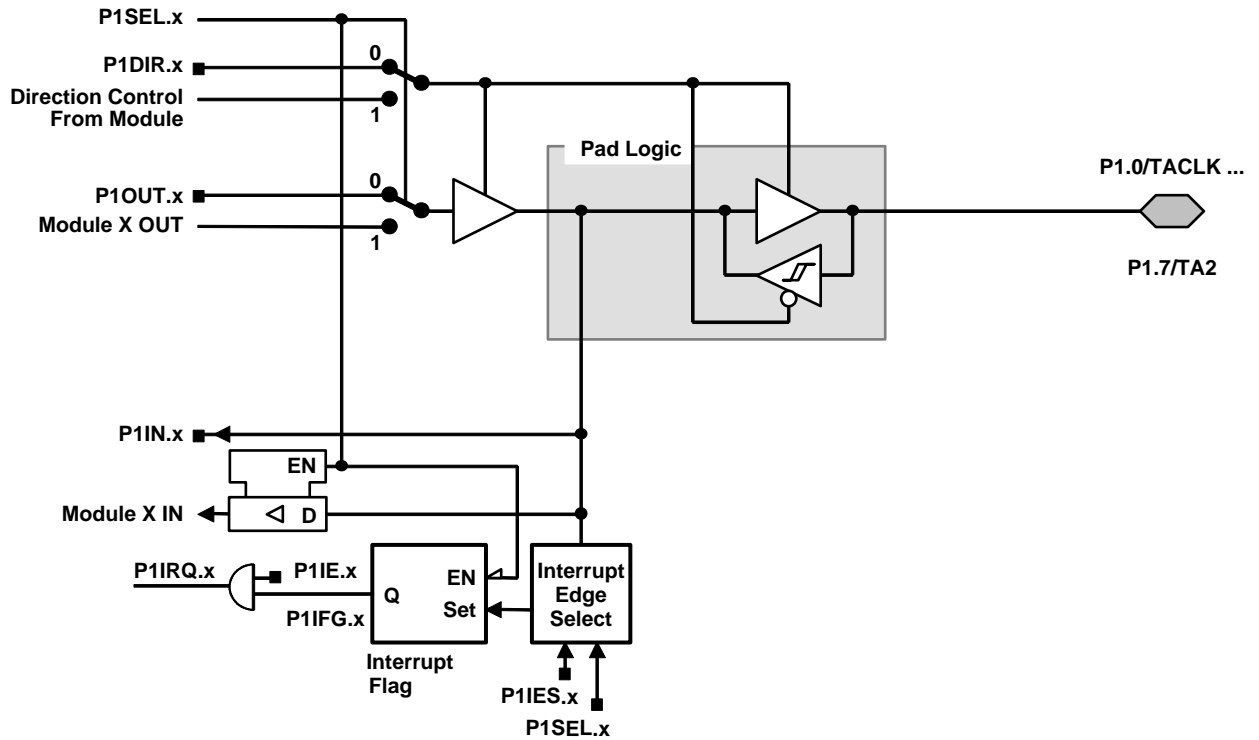 P1SEL.x
0
P1DIR.x
Direction Control
From Module
1
Pad Logic
P1.0/TACLK ...
0
P1OUT.x
Module X OUT
1
P1.7/TA2
P1IN.x
EN
Module X IN
D
P1IRQ.x
P1IE.x
P1IFG.x
Q
EN
Set
Interrupt
Edge
Select
Interrupt
Flag
P1IES.x
P1SEL.x